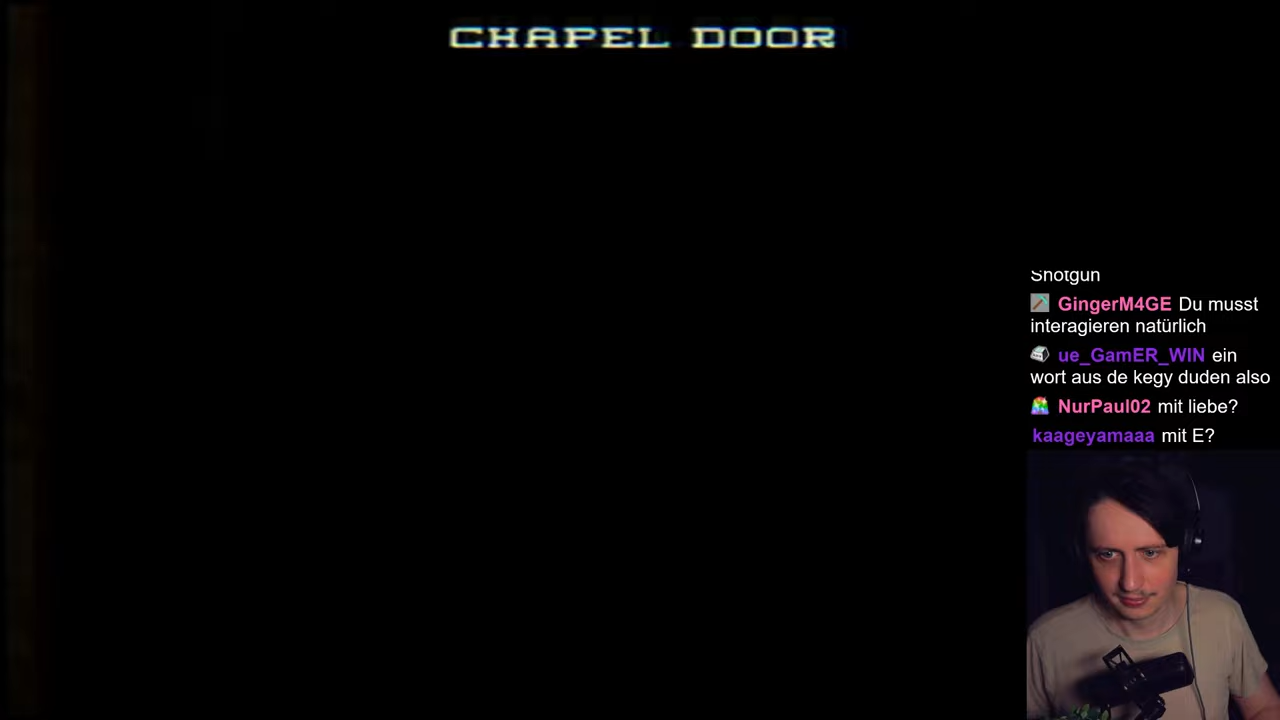 CHAPEL DOOR
Shotgun
GingerM4GE Du musst
interagieren natürlich
ue_GamER_WIN ein
wort aus de kegy duden also
NurPaul02 mit liebe?
kaageyamaaa mit E?